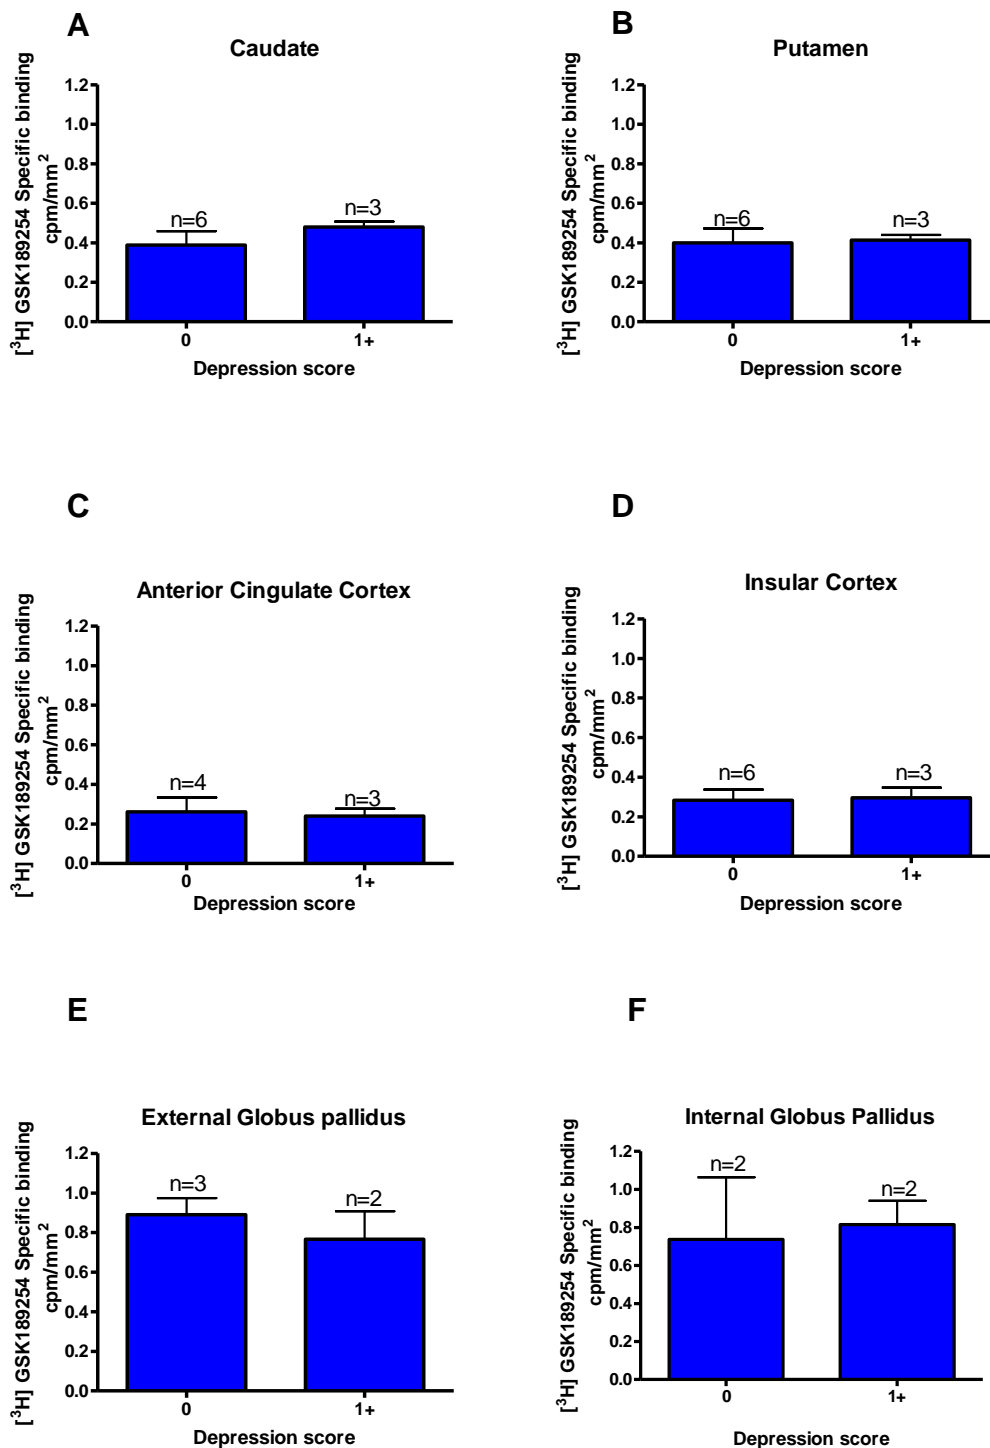 A
Caudate
[³H] GSK189254 Specific binding
cpm/mm²
1.2
1.0
0.8
0.6
0.4
0.2
0.0
n=6
n=3
0
1+
Depression score
B
Putamen
[³H] GSK189254 Specific binding
cpm/mm²
1.2
1.0
0.8
0.6
0.4
0.2
0.0
n=6
n=3
0
1+
Depression score
C
Anterior Cingulate Cortex
[³H] GSK189254 Specific binding
cpm/mm²
1.2
1.0
0.8
0.6
0.4
0.2
0.0
n=4
n=3
0
1+
Depression score
D
Insular Cortex
[³H] GSK189254 Specific binding
cpm/mm²
1.2
1.0
0.8
0.6
0.4
0.2
0.0
n=6
n=3
0
1+
Depression score
E
External Globus pallidus
[³H] GSK189254 Specific binding
cpm/mm²
1.2
1.0
0.8
0.6
0.4
0.2
0.0
n=3
n=2
0
1+
Depression score
F
Internal Globus Pallidus
[³H] GSK189254 Specific binding
cpm/mm²
1.2
1.0
0.8
0.6
0.4
0.2
0.0
n=2
n=2
0
1+
Depression score